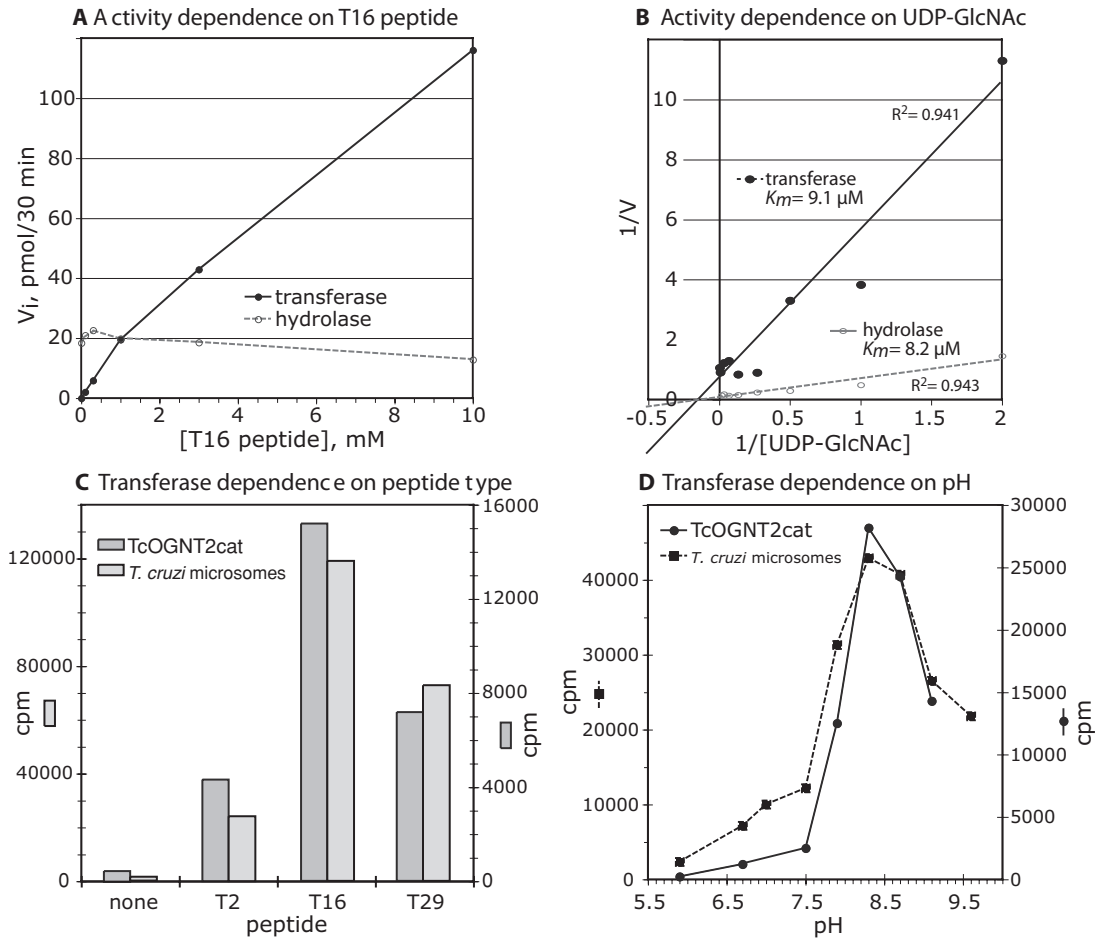 A Activity dependence on T16 peptide
Vi, pmol/30 min
100
80
60
40
20
0
transferase
hydrolase
0 2 4 6 8 10
[T16 peptide], mM
B Activity dependence on UDP-GlcNAc
1/V
10
8
6
4
2
0
R2= 0.941
transferase
Km= 9.1 µM
hydrolase
Km= 8.2 µM
R2= 0.943
-0.5 0 0.5 1 1.5 2
1/[UDP-GlcNAc]
C Transferase dependence on peptide type
cpm
120000
80000
40000
0
TcOGNT2cat
T. cruzi microsomes
16000
12000
8000
4000
0
cpm
none T2 T16 T29
peptide
D Transferase dependence on pH
cpm
40000
30000
20000
10000
0
TcOGNT2cat
T. cruzi microsomes
30000
25000
20000
15000
10000
5000
0
cpm
5.5 6.5 7.5 8.5 9.5
pH